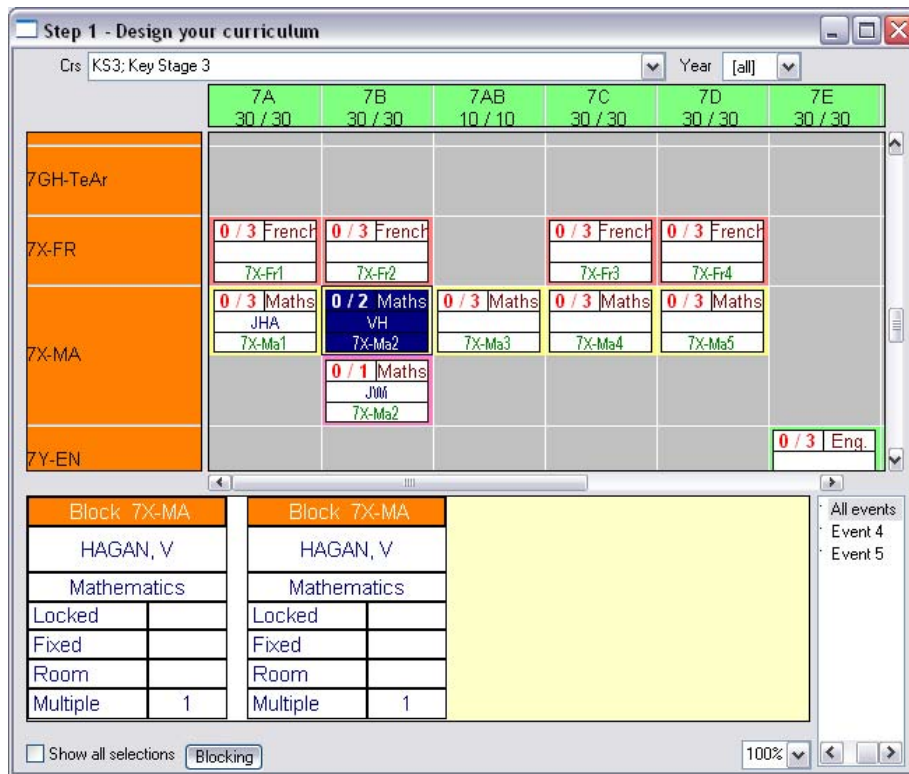 Step 1 - Design your curriculum
Crs KS3; Key Stage 3 Year [all]
7A 7B 7AB 7C 7D 7E
30 / 30 30 / 30 10 / 10 30 / 30 30 / 30 30 / 30
7GH-TeAr
7X-FR
0 / 3 French 0 / 3 French 0 / 3 French 0 / 3 French
7X-Fr1 7X-Fr2 7X-Fr3 7X-Fr4
7X-MA
0 / 3 Maths 0 / 2 Maths 0 / 3 Maths 0 / 3 Maths 0 / 3 Maths
JHA VH
7X-Ma1 7X-Ma2 7X-Ma3 7X-Ma4 7X-Ma5
0 / 1 Maths
7X-Ma2
7Y-EN
0 / 3 Eng.
Block 7X-MA Block 7X-MA All events
HAGAN, V HAGAN, V Event 4
Event 5
Mathematics Mathematics
Locked Locked
Fixed Fixed
Room Room
Multiple 1 Multiple 1
Show all selections Blocking 100%